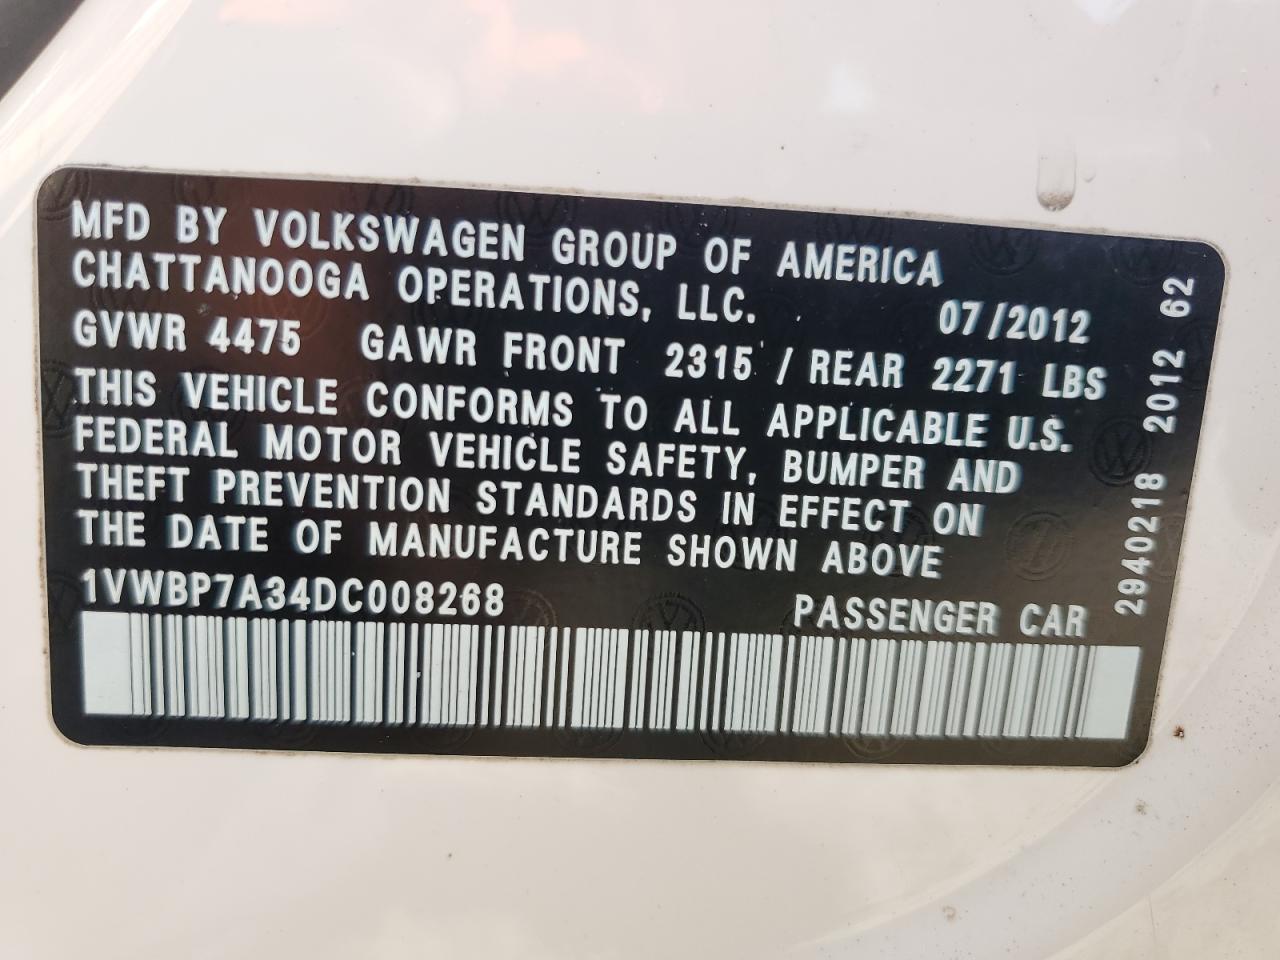 MFD BY VOLKSWAGEN GROUP OF AMERICA
CHATTANOOGA OPERATIONS, LLC. 07/2012
GVWR 4475 GAWR FRONT 2315 / REAR 2271 LBS
THIS VEHICLE CONFORMS TO ALL APPLICABLE U.S.
FEDERAL MOTOR VEHICLE SAFETY, BUMPER AND
THEFT PREVENTION STANDARDS IN EFFECT ON
THE DATE OF MANUFACTURE SHOWN ABOVE
1VWBP7A34DC008268 PASSENGER CAR
2940218 2012 62